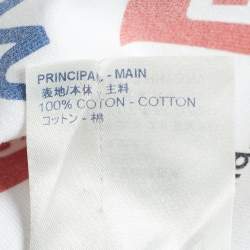 PRINCIPAL - MAIN
表地/本体 主料
100% COTON - COTTON
コットン - 棉